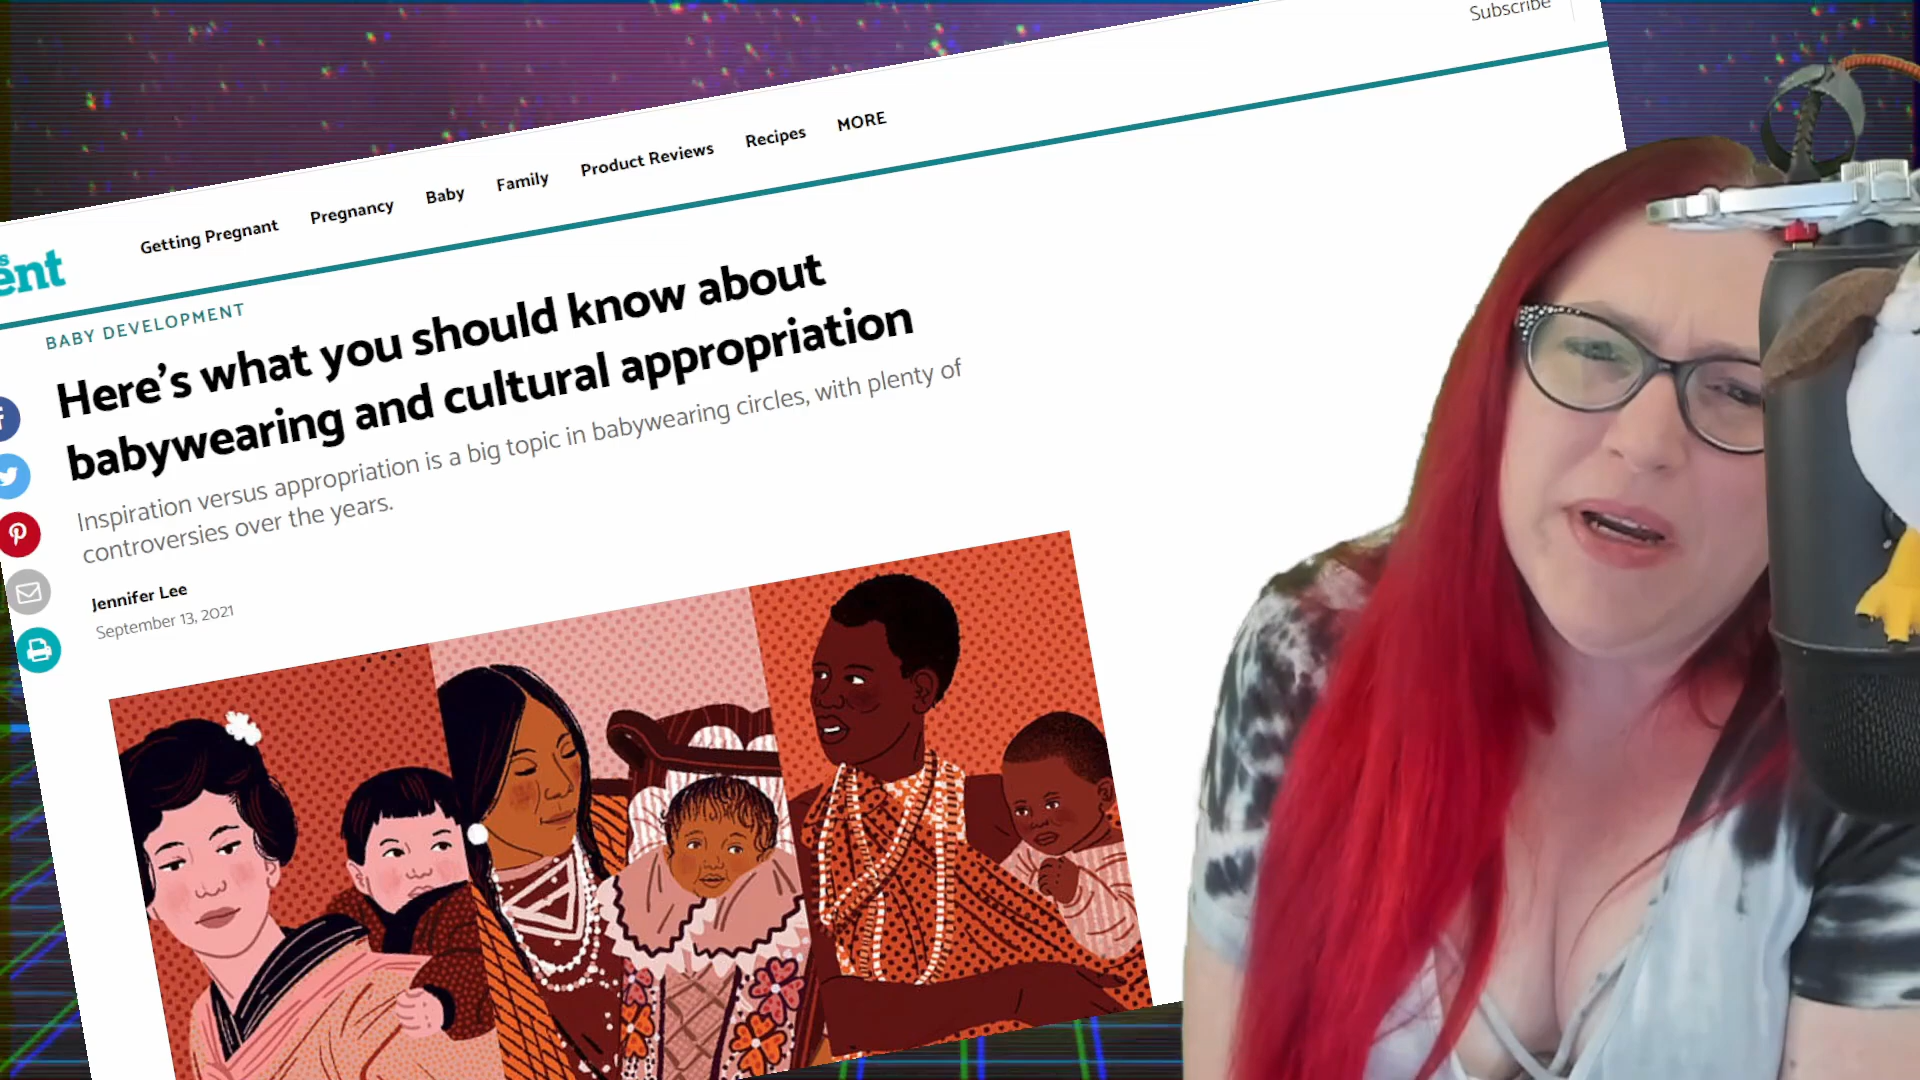 Subscribe
Getting Pregnant Pregnancy Baby Family Product Reviews Recipes MORE
BABY DEVELOPMENT
Here's what you should know about
babywearing and cultural appropriation
Inspiration versus appropriation is a big topic in babywearing circles, with plenty of
controversies over the years.
Jennifer Lee
September 13, 2021